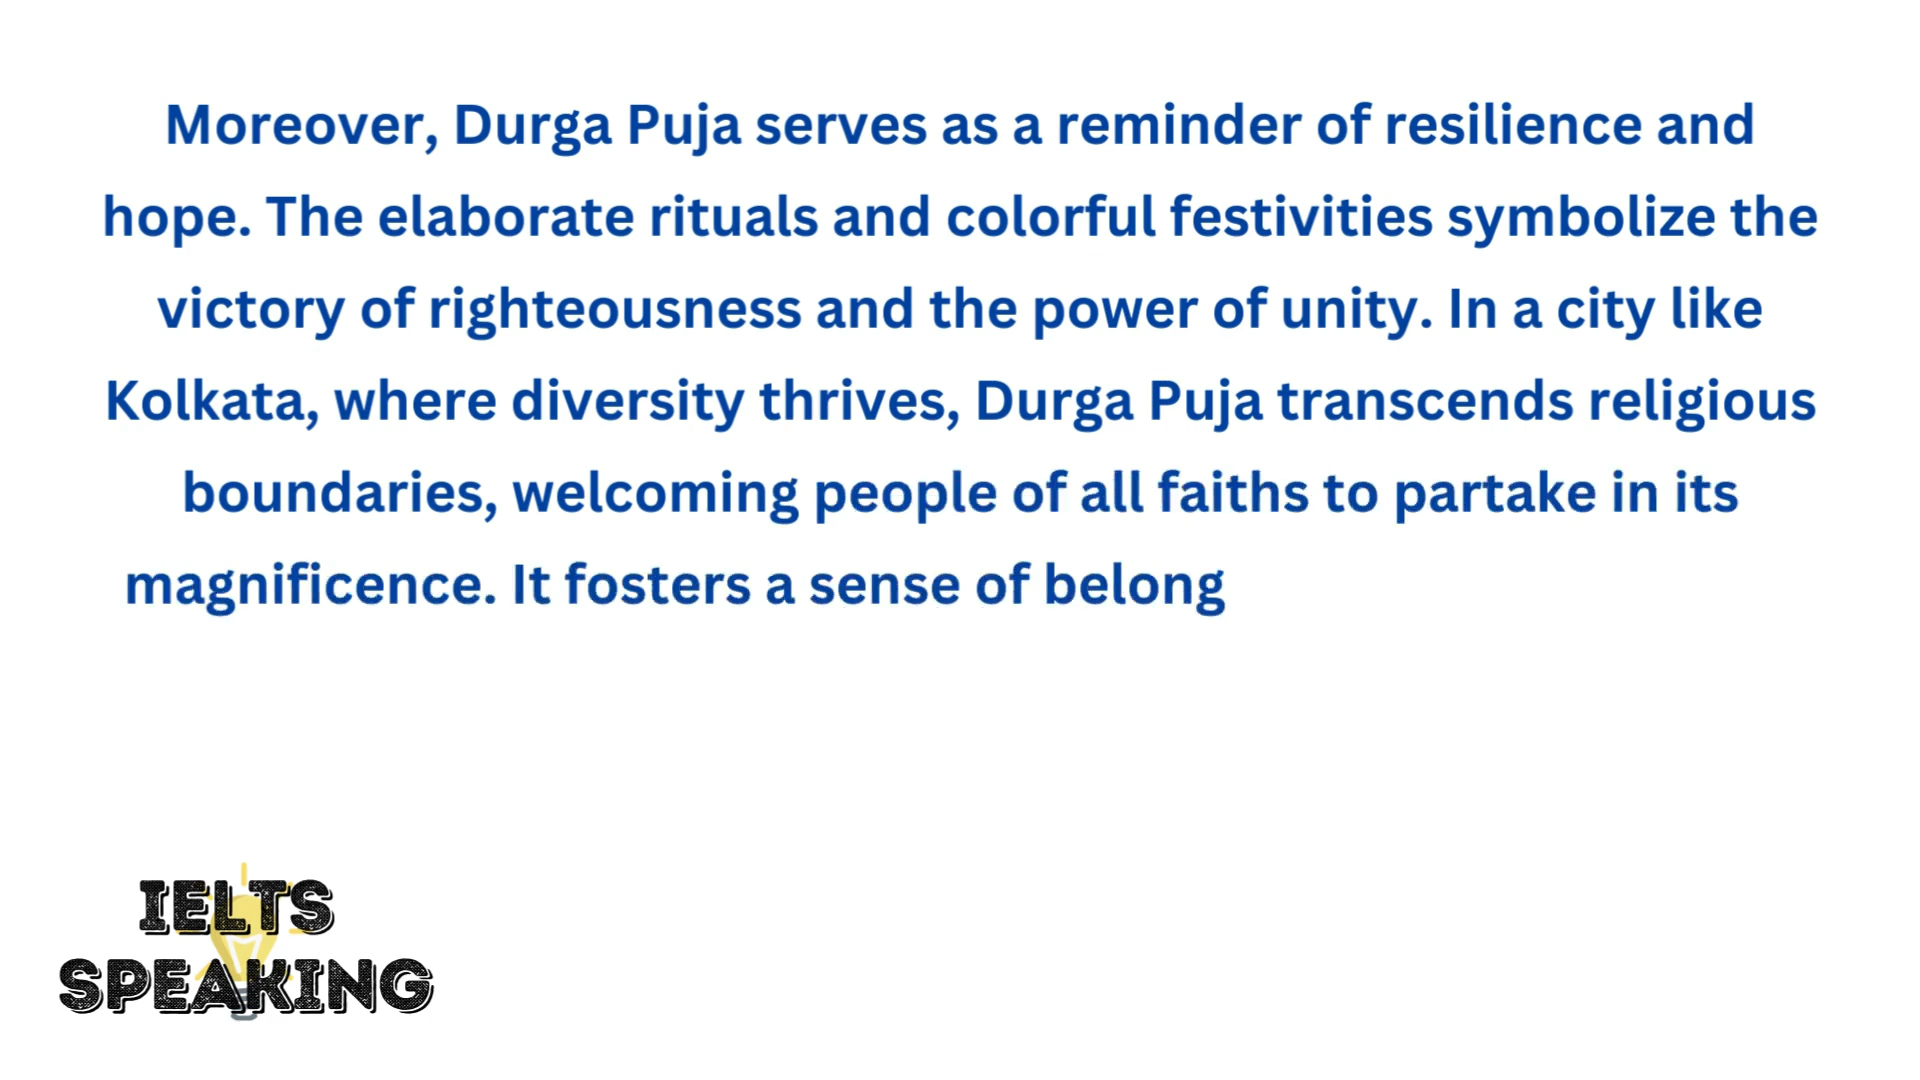 Moreover, Durga Puja serves as a reminder of resilience and
hope. The elaborate rituals and colorful festivities symbolize the
victory of righteousness and the power of unity. In a city like
Kolkata, where diversity thrives, Durga Puja transcends religious
boundaries, welcoming people of all faiths to partake in its
magnificence. It fosters a sense of belong
IELTS
SPEAKING